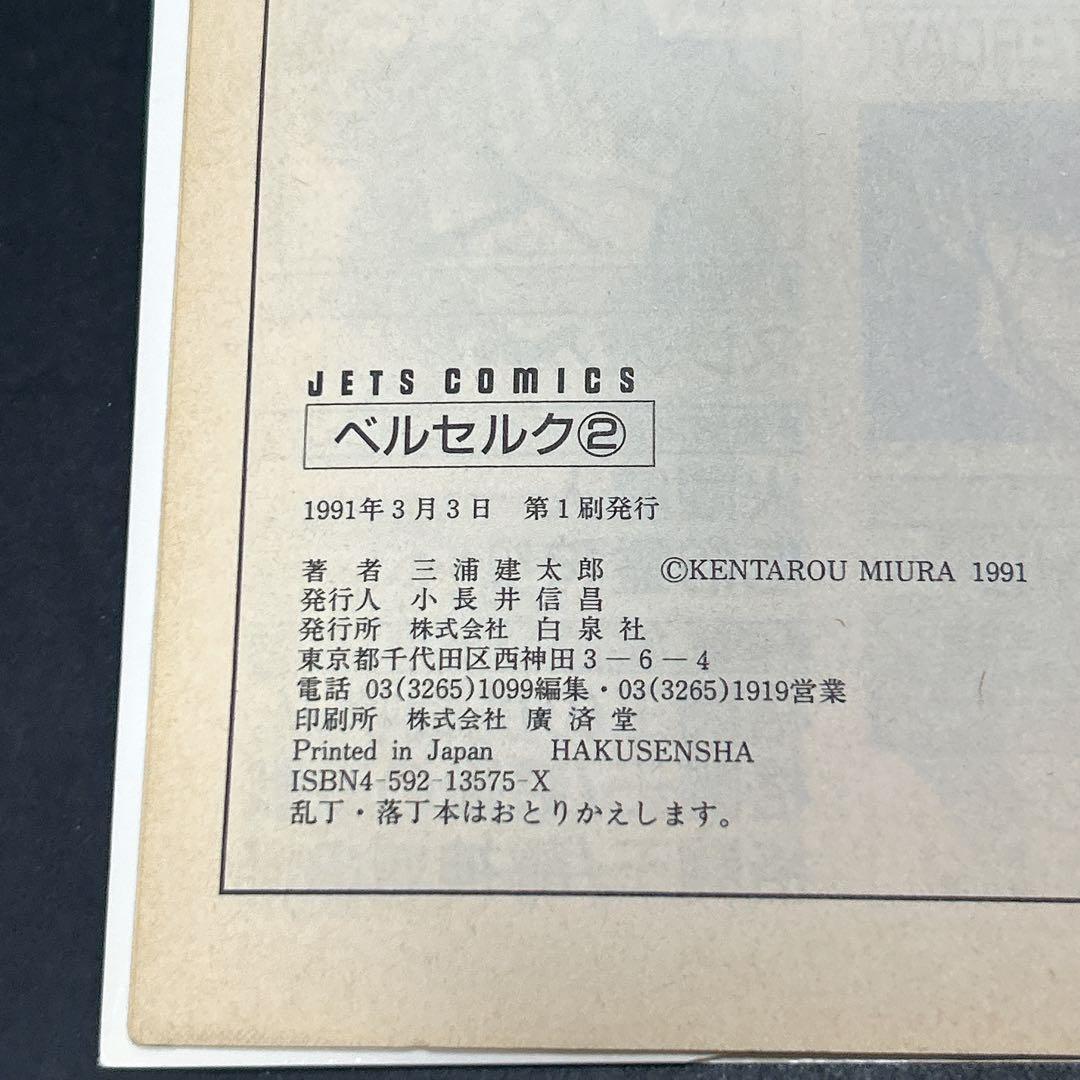 JETS COMICS
ベルセルク②
1991年3月3日 第1刷発行
著者 三浦建太郎 ©KENTAROU MIURA 1991
発行人 小長井信昌
発行所 株式会社 白泉社
東京都千代田区西神田3－6－4
電話 03(3265)1099編集・03(3265)1919営業
印刷所 株式会社 廣済堂
Printed in Japan HAKUSENSHA
ISBN4-592-13575-X
乱丁・落丁本はおとりかえします。